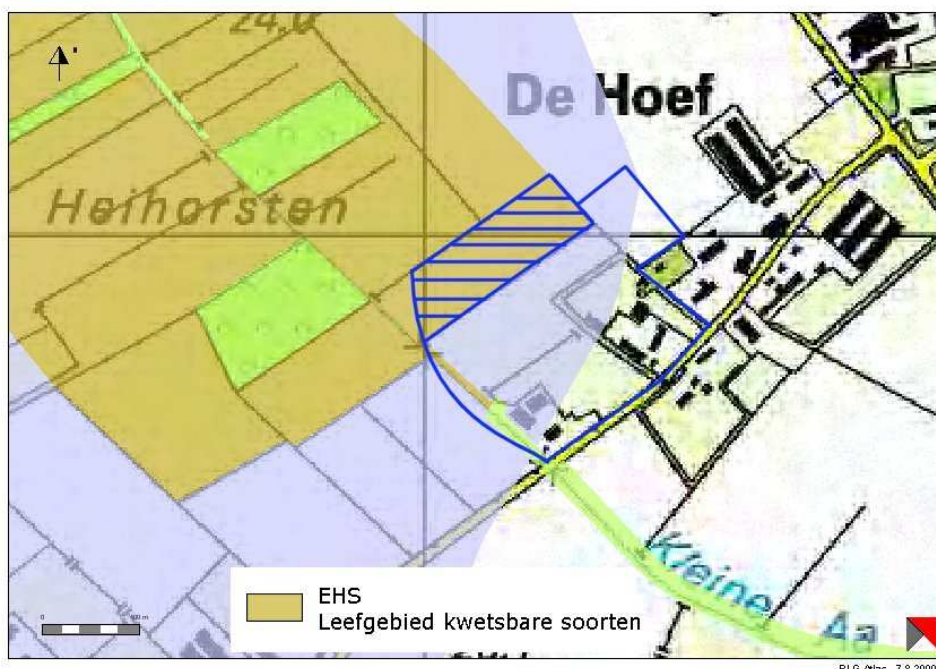 24.0
De Hoef
Heihorsten
Kleine Aa
EHS
Leefgebied kwetsbare soorten